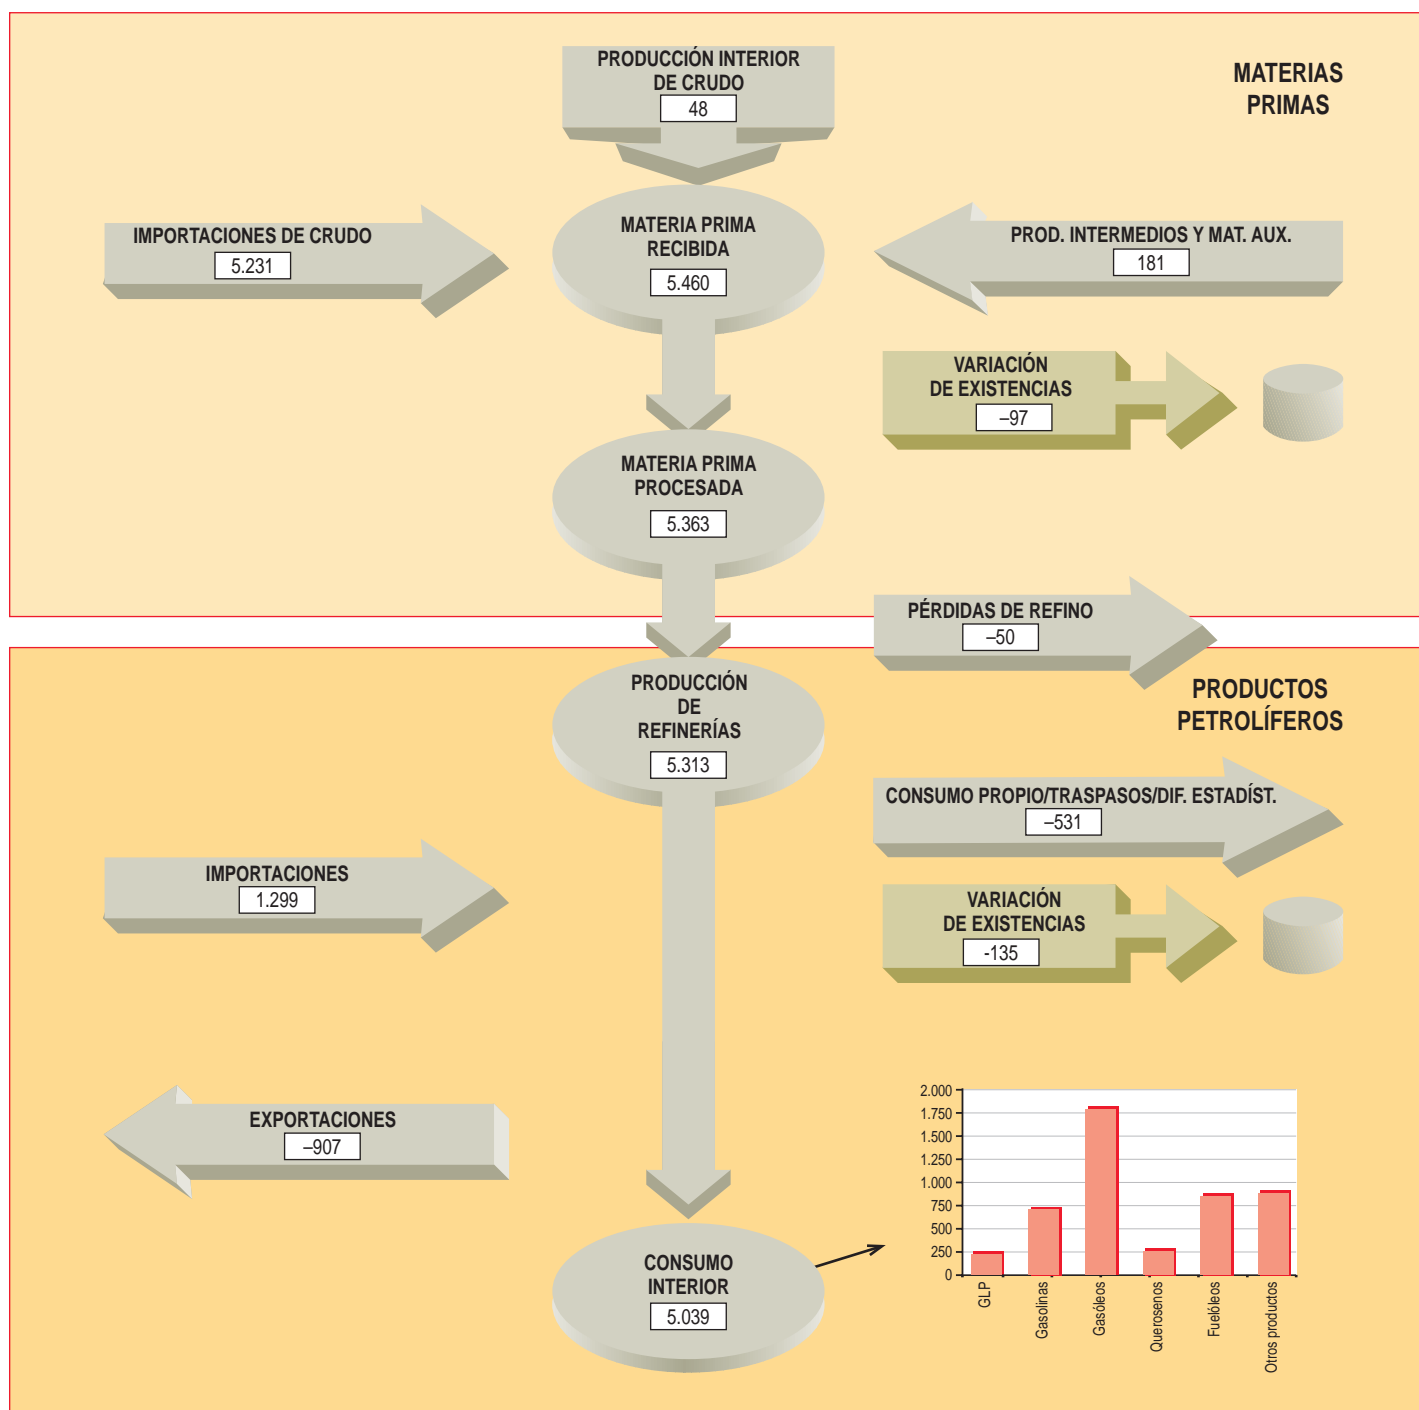 PRODUCCIÓN INTERIOR
DE CRUDO
48
MATERIAS
PRIMAS
IMPORTACIONES DE CRUDO
5.231
MATERIA PRIMA
RECIBIDA
5.460
PROD. INTERMEDIOS Y MAT. AUX.
181
VARIACIÓN
DE EXISTENCIAS
–97
MATERIA PRIMA
PROCESADA
5.363
PÉRDIDAS DE REFINO
–50
PRODUCCIÓN
DE
REFINERÍAS
5.313
PRODUCTOS
PETROLÍFEROS
CONSUMO PROPIO/TRASPASOS/DIF. ESTADÍST.
–531
IMPORTACIONES
1.299
VARIACIÓN
DE EXISTENCIAS
-135
EXPORTACIONES
–907
CONSUMO
INTERIOR
5.039
2.000
1.750
1.500
1.250
1.000
750
500
250
0
GLP
Gasolinas
Gasóleos
Querosenos
Fuelóleos
Otros productos